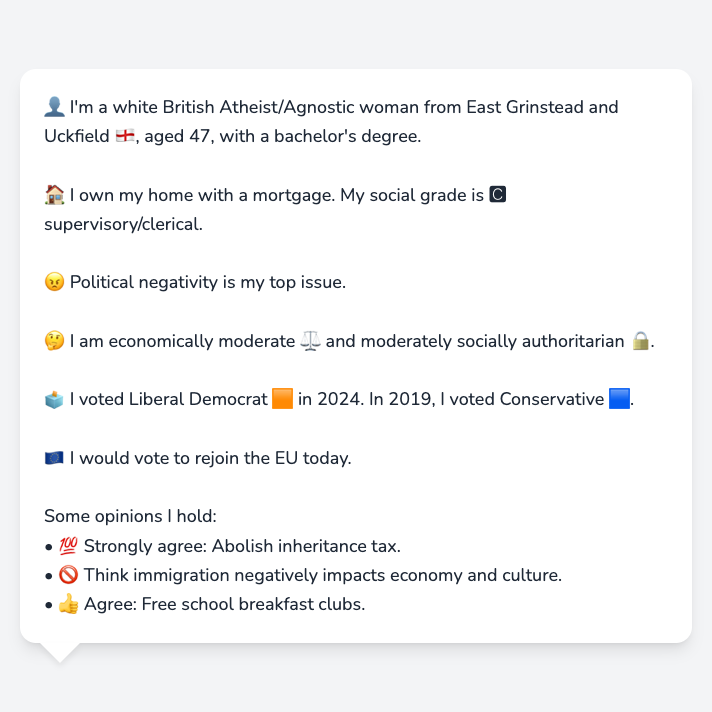 👤 I'm a white British Atheist/Agnostic woman from East Grinstead and
Uckfield 🏴󠁧󠁢󠁥󠁮󠁧󠁿, aged 47, with a bachelor's degree.
🏠 I own my home with a mortgage. My social grade is 🅲
supervisory/clerical.
😠 Political negativity is my top issue.
🤔 I am economically moderate ⚖️ and moderately socially authoritarian 🔒.
🗳️ I voted Liberal Democrat 🟧 in 2024. In 2019, I voted Conservative 🟦.
🇪🇺 I would vote to rejoin the EU today.
Some opinions I hold:
• 💯 Strongly agree: Abolish inheritance tax.
• 🚫 Think immigration negatively impacts economy and culture.
• 👍 Agree: Free school breakfast clubs.